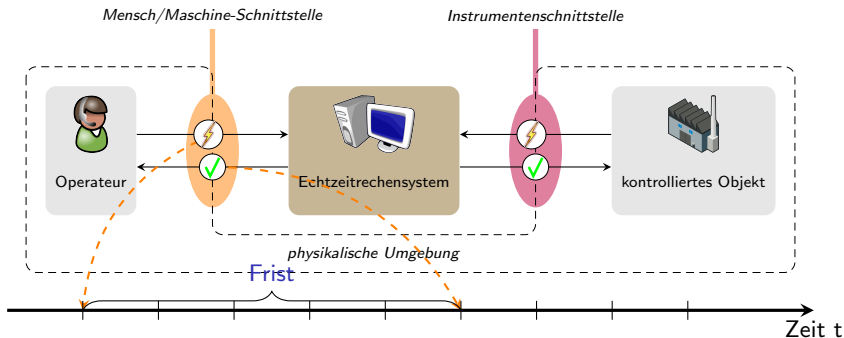 Mensch/Maschine-Schnittstelle
Instrumentenschnittstelle
Operateur
Echtzeitrechensystem
kontrolliertes Objekt
physikalische Umgebung
Frist
Zeit t